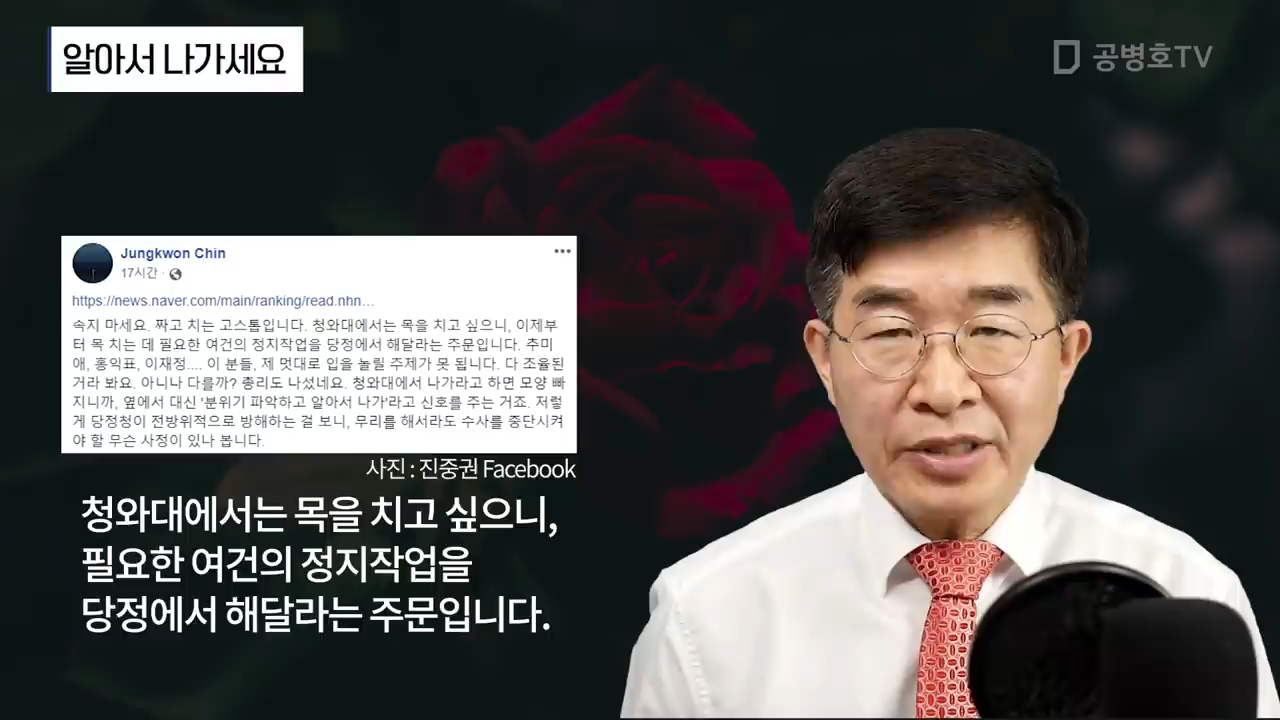 알아서 나가세요
공병호TV
Jungkwon Chin
17시간 ·
https://news.naver.com/main/ranking/read.nhn…
속지 마세요. 짜고 치는 고스톱입니다. 청와대에서는 목을 치고 싶으니, 이제부
터 목 치는 데 필요한 여건의 정지작업을 당정에서 해달라는 주문입니다. 추미
애, 홍익표, 이재정.... 이 분들, 제 멋대로 입을 놀릴 주제가 못 됩니다. 다 조율된
거라 봐요. 아니나 다를까? 총리도 나섰네요. 청와대에서 나가라고 하면 모양 빠
지니까, 옆에서 대신 '분위기 파악하고 알아서 나가'라고 신호를 주는 거죠. 저렇
게 당정청이 전방위적으로 방해하는 걸 보니, 무리를 해서라도 수사를 중단시켜
야 할 무슨 사정이 있나 봅니다.
사진 : 진중권 Facebook
청와대에서는 목을 치고 싶으니,
필요한 여건의 정지작업을
당정에서 해달라는 주문입니다.